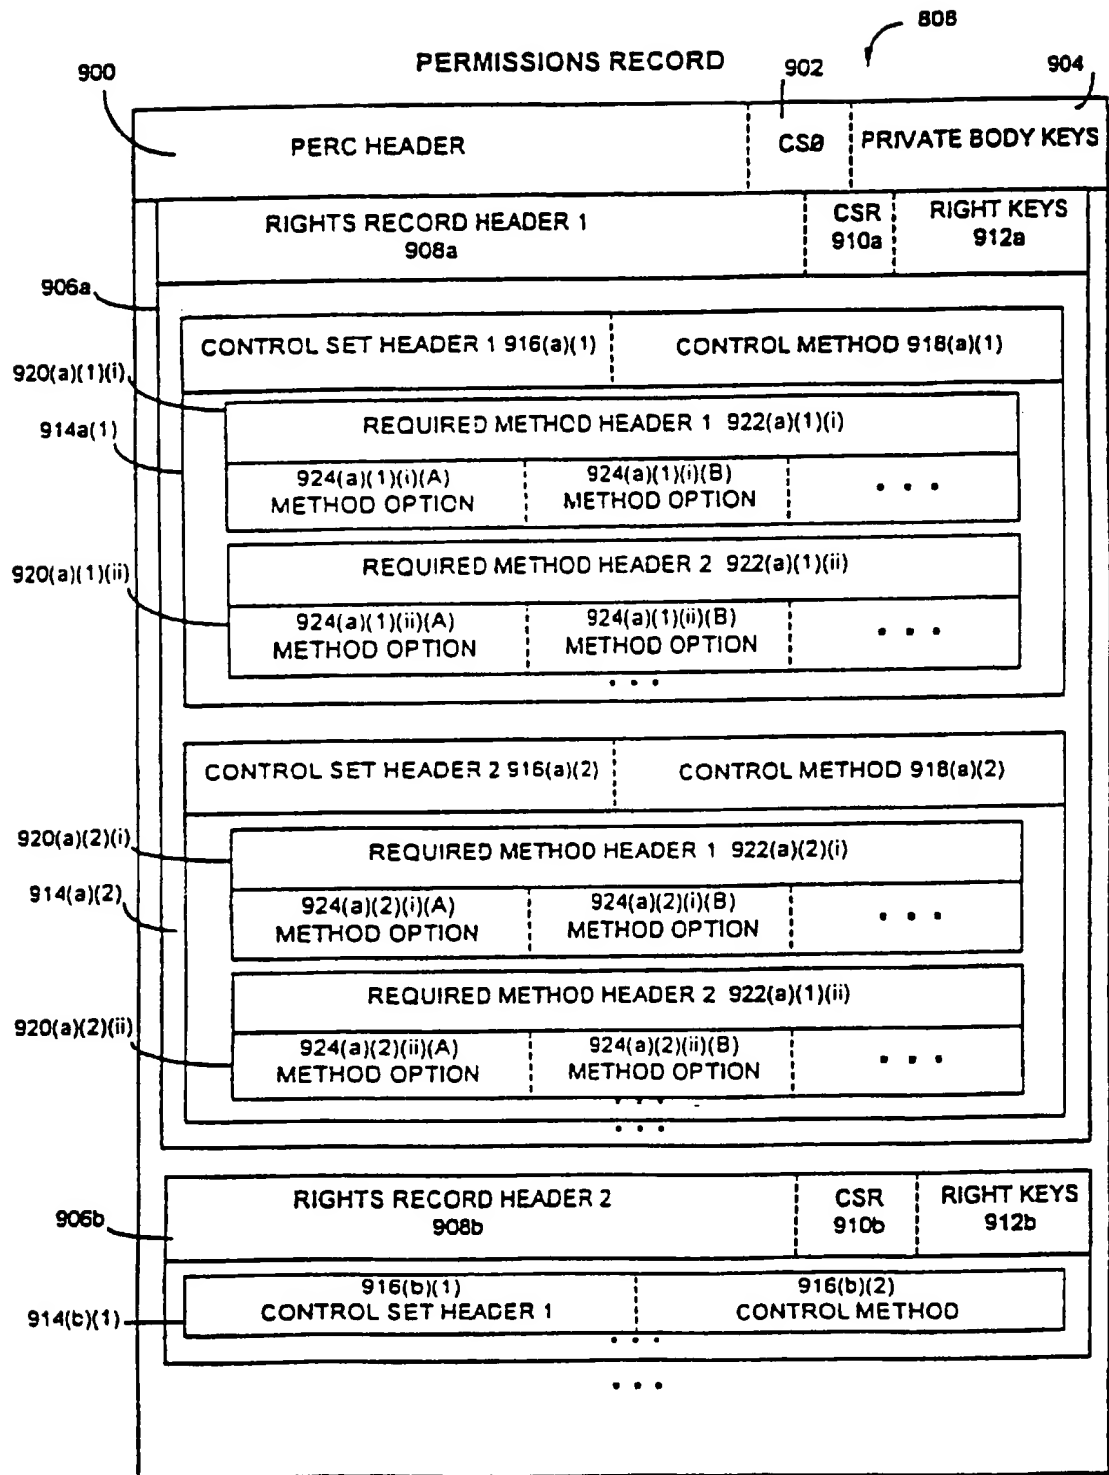 808
PERMISSIONS RECORD
900
902
904
PERC HEADER
CS0
PRIVATE BODY KEYS
RIGHTS RECORD HEADER 1
908a
CSR
910a
RIGHT KEYS
912a
906a
CONTROL SET HEADER 1 916(a)(1)
CONTROL METHOD 918(a)(1)
920(a)(1)(i)
914a(1)
REQUIRED METHOD HEADER 1 922(a)(1)(i)
924(a)(1)(i)(A)
METHOD OPTION
924(a)(1)(i)(B)
METHOD OPTION
• • •
920(a)(1)(ii)
REQUIRED METHOD HEADER 2 922(a)(1)(ii)
924(a)(1)(ii)(A)
METHOD OPTION
924(a)(1)(ii)(B)
METHOD OPTION
• • •
• • •
CONTROL SET HEADER 2 916(a)(2)
CONTROL METHOD 918(a)(2)
920(a)(2)(i)
914(a)(2)
REQUIRED METHOD HEADER 1 922(a)(2)(i)
924(a)(2)(i)(A)
METHOD OPTION
924(a)(2)(i)(B)
METHOD OPTION
• • •
920(a)(2)(ii)
REQUIRED METHOD HEADER 2 922(a)(1)(ii)
924(a)(2)(ii)(A)
METHOD OPTION
924(a)(2)(ii)(B)
METHOD OPTION
• • •
• • •
• • •
906b
RIGHTS RECORD HEADER 2
908b
CSR
910b
RIGHT KEYS
912b
914(b)(1)
916(b)(1)
CONTROL SET HEADER 1
916(b)(2)
CONTROL METHOD
• • •
• • •